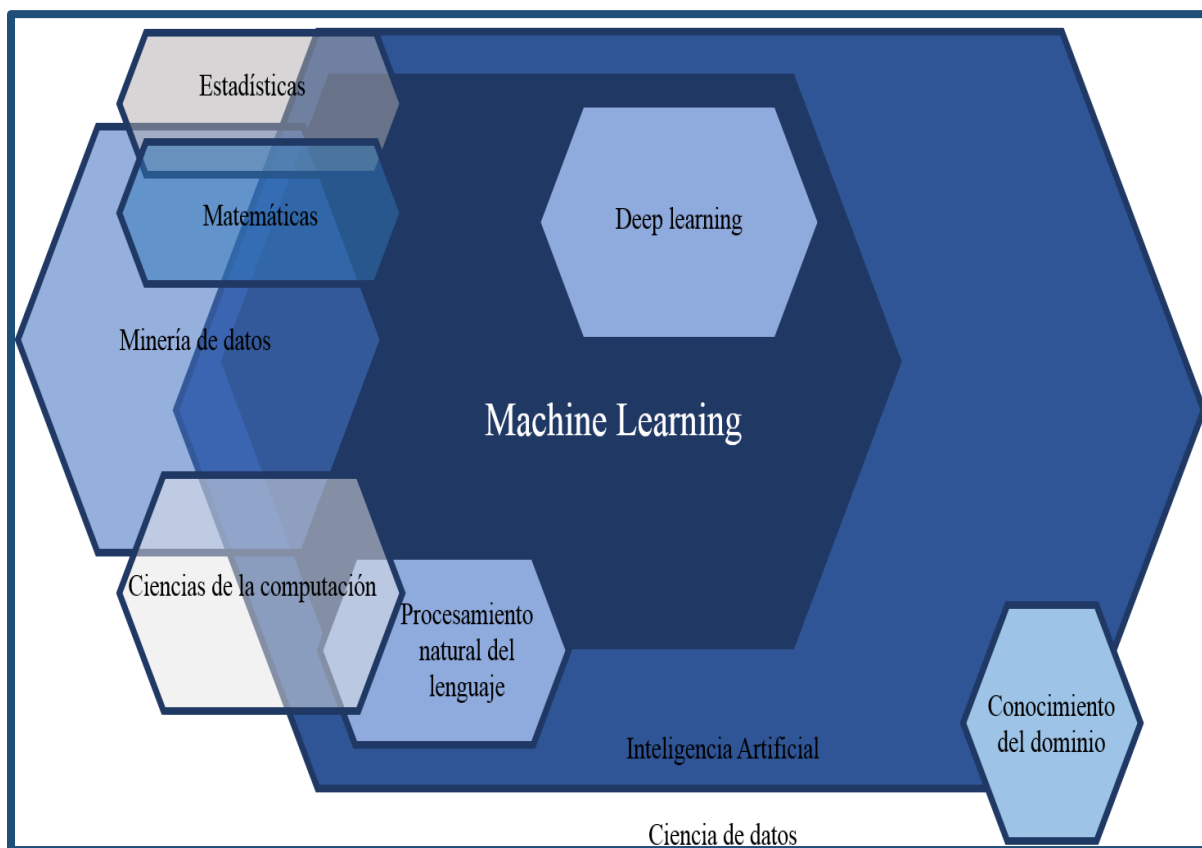 Estadísticas
Matemáticas
Deep learning
Minería de datos
Machine Learning
Ciencias de la computación
Procesamiento
natural del
lenguaje
Conocimiento
del dominio
Inteligencia Artificial
Ciencia de datos